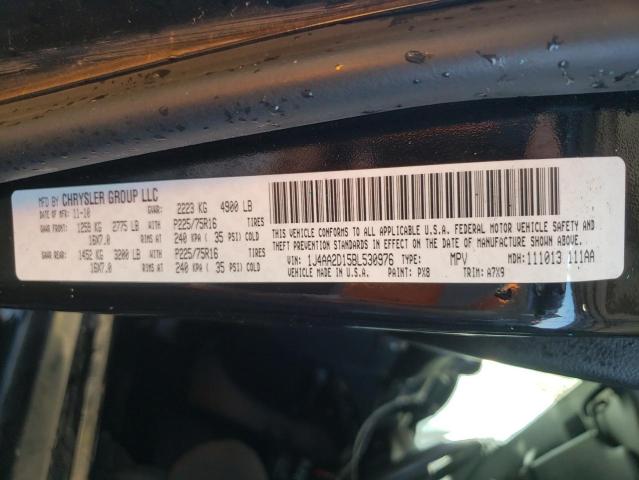 MFD BY CHRYSLER GROUP LLC
DATE OF MFR: 11-10 GVWR: 2223 KG 4900 LB
GAWR FRONT: 1259 KG 2775 LB WITH P225/75R16 TIRES
16X7.0 RIMS AT 240 KPA ( 35 PSI) COLD
GAWR REAR: 1452 KG 3200 LB WITH P225/75R16 TIRES
16X7.0 RIMS AT 240 KPA ( 35 PSI) COLD
THIS VEHICLE CONFORMS TO ALL APPLICABLE U.S.A. FEDERAL MOTOR VEHICLE SAFETY AND
THEFT PREVENTION STANDARDS IN EFFECT ON THE DATE OF MANUFACTURE SHOWN ABOVE.
VIN: 1J4AA2D15BL530976 TYPE: MPV MDH: 111013 111AA
VEHICLE MADE IN U.S.A. PAINT: PX8 TRIM: A7X9